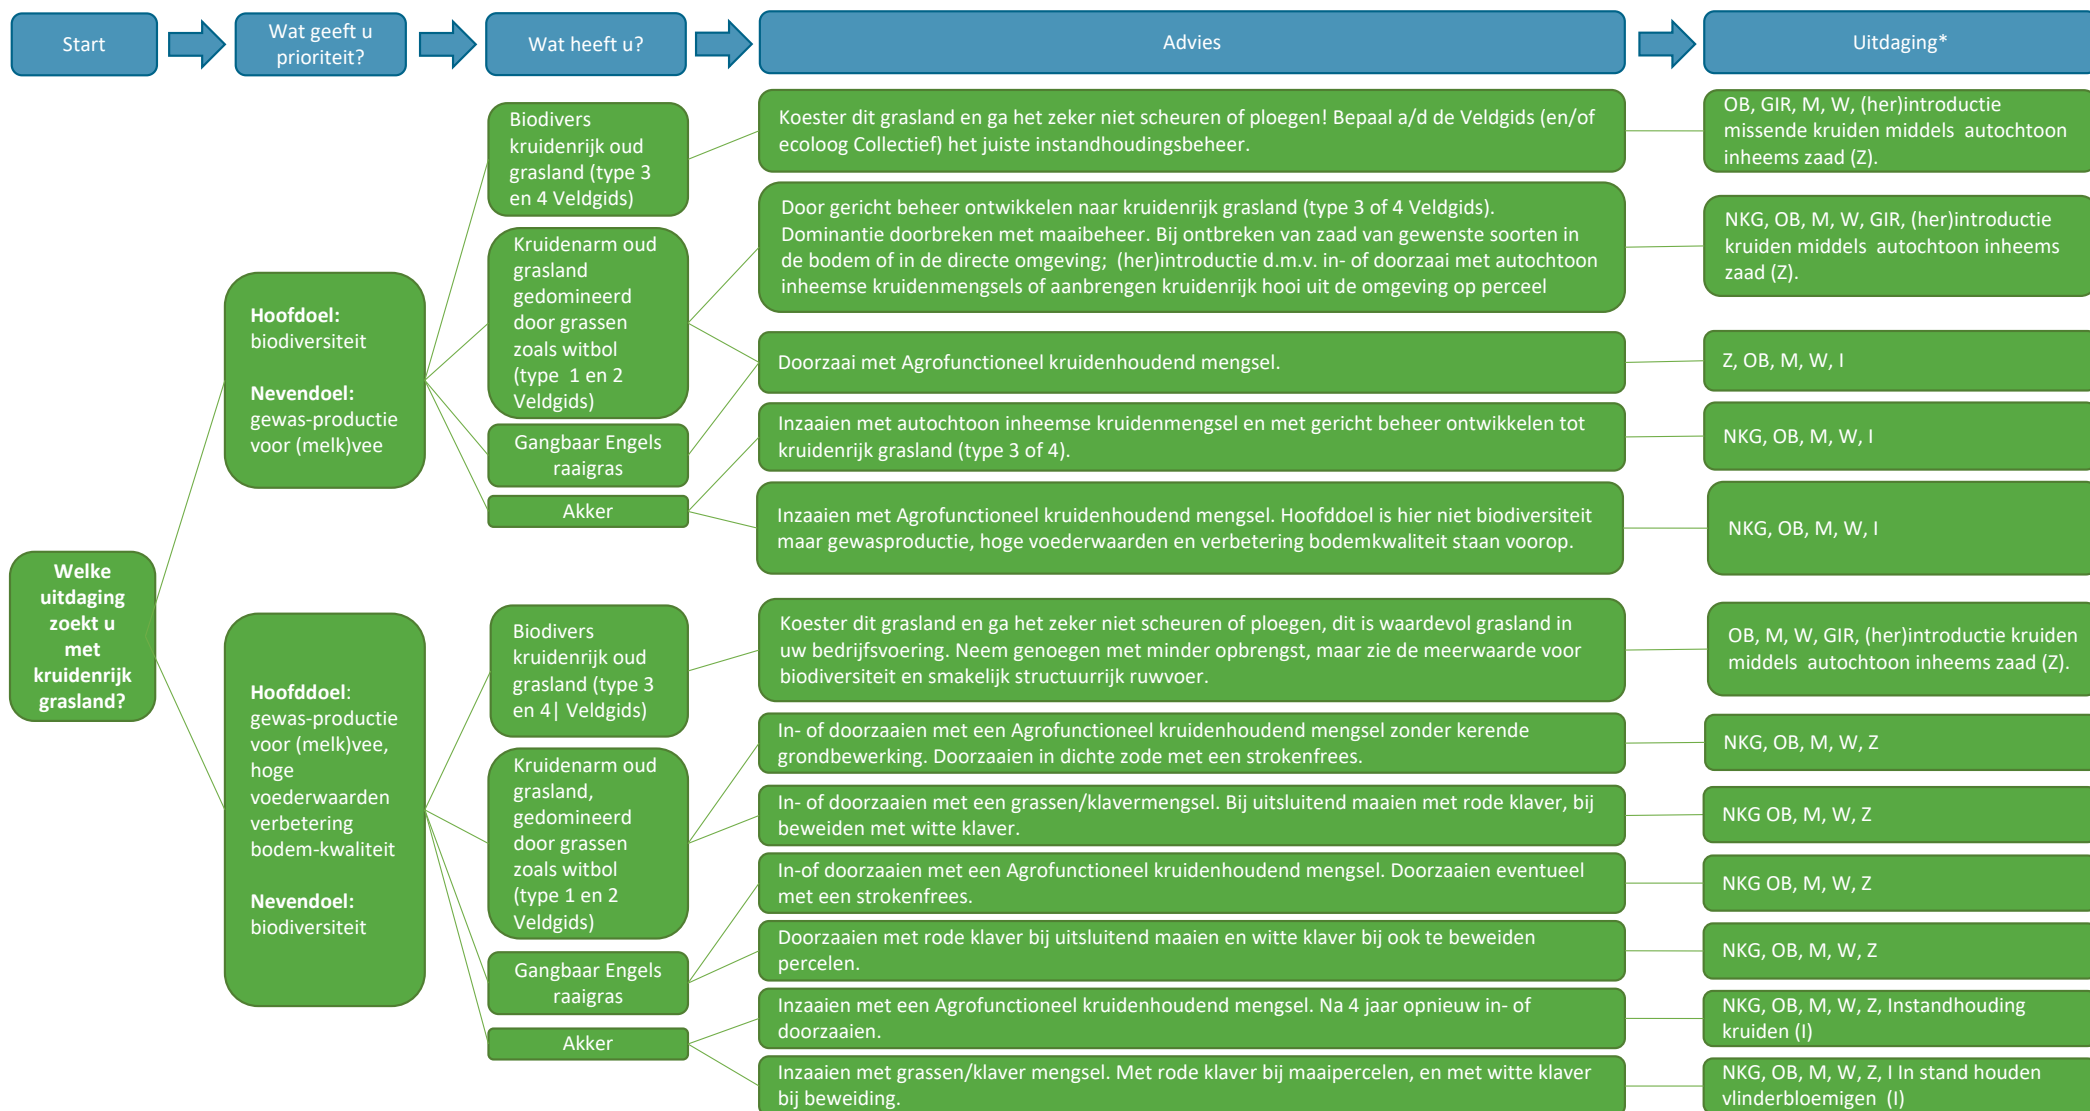 Start
Wat geeft u
prioriteit?
Wat heeft u?
Advies
Uitdaging*
Welke
uitdaging
zoekt u
met
kruidenrijk
grasland?
Hoofdoel:
biodiversiteit
Nevendoel:
gewas-productie
voor (melk)vee
Biodivers
kruidenrijk oud
grasland (type 3
en 4 Veldgids)
Koester dit grasland en ga het zeker niet scheuren of ploegen! Bepaal a/d de Veldgids (en/of
ecoloog Collectief) het juiste instandhoudingsbeheer.
OB, GIR, M, W, (her)introductie
missende kruiden middels  autochtoon
inheems zaad (Z).
Kruidenarm oud
grasland
gedomineerd
door grassen
zoals witbol
(type  1 en 2
Veldgids)
Door gericht beheer ontwikkelen naar kruidenrijk grasland (type 3 of 4 Veldgids).
Dominantie doorbreken met maaibeheer. Bij ontbreken van zaad van gewenste soorten in
de bodem of in de directe omgeving;  (her)introductie d.m.v. in- of doorzaai met autochtoon
inheemse kruidenmengsels of aanbrengen kruidenrijk hooi uit de omgeving op perceel
NKG, OB, M, W, GIR, (her)introductie
kruiden middels  autochtoon inheems
zaad (Z).
Doorzaai met Agrofunctioneel kruidenhoudend mengsel.
Z, OB, M, W, I
Gangbaar Engels
raaigras
Inzaaien met autochtoon inheemse kruidenmengsel en met gericht beheer ontwikkelen tot
kruidenrijk grasland (type 3 of 4).
NKG, OB, M, W, I
Akker
Inzaaien met Agrofunctioneel kruidenhoudend mengsel. Hoofddoel is hier niet biodiversiteit
maar gewasproductie, hoge voederwaarden en verbetering bodemkwaliteit staan voorop.
NKG, OB, M, W, I
Hoofddoel:
gewas-productie
voor (melk)vee,
hoge
voederwaarden
verbetering
bodem-kwaliteit
Nevendoel:
biodiversiteit
Biodivers
kruidenrijk oud
grasland (type 3
en 4| Veldgids)
Koester dit grasland en ga het zeker niet scheuren of ploegen, dit is waardevol grasland in
uw bedrijfsvoering. Neem genoegen met minder opbrengst, maar zie de meerwaarde voor
biodiversiteit en smakelijk structuurrijk ruwvoer.
OB, M, W, GIR, (her)introductie kruiden
middels  autochtoon inheems zaad (Z).
Kruidenarm oud
grasland,
gedomineerd
door grassen
zoals witbol
(type 1 en 2
Veldgids)
In- of doorzaaien met een Agrofunctioneel kruidenhoudend mengsel zonder kerende
grondbewerking. Doorzaaien in dichte zode met een strokenfrees.
NKG, OB, M, W, Z
In- of doorzaaien met een grassen/klavermengsel. Bij uitsluitend maaien met rode klaver, bij
beweiden met witte klaver.
NKG OB, M, W, Z
Gangbaar Engels
raaigras
In-of doorzaaien met een Agrofunctioneel kruidenhoudend mengsel. Doorzaaien eventueel
met een strokenfrees.
NKG OB, M, W, Z
Doorzaaien met rode klaver bij uitsluitend maaien en witte klaver bij ook te beweiden
percelen.
NKG, OB, M, W, Z
Akker
Inzaaien met een Agrofunctioneel kruidenhoudend mengsel. Na 4 jaar opnieuw in- of
doorzaaien.
NKG, OB, M, W, Z, Instandhouding
kruiden (I)
Inzaaien met grassen/klaver mengsel. Met rode klaver bij maaipercelen, en met witte klaver
bij beweiding.
NKG, OB, M, W, Z, I In stand houden
vlinderbloemigen  (I)